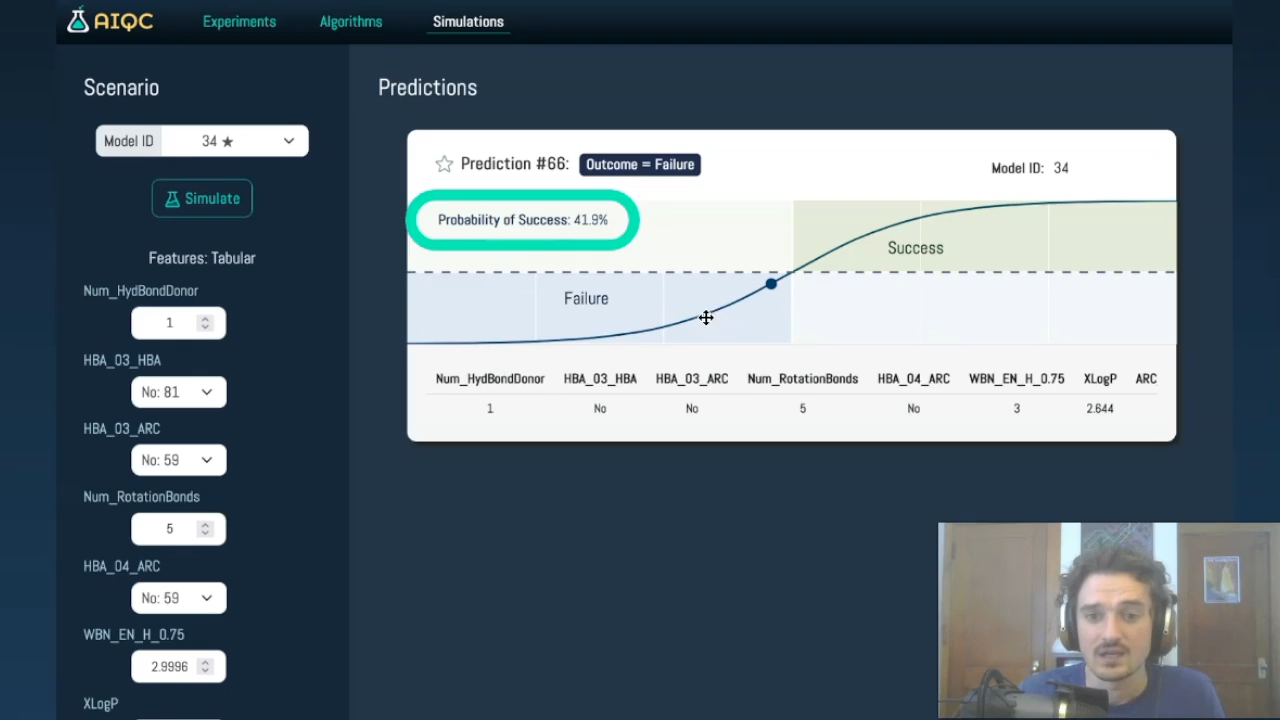 AIQC
Experiments
Algorithms
Simulations
Scenario
Model ID 34 ★
Simulate
Features: Tabular
Num_HydBondDonor
1
HBA_03_HBA
No: 81
HBA_03_ARC
No: 59
Num_RotationBonds
5
HBA_04_ARC
No: 59
WBN_EN_H_0.75
2.9996
XLogP
Predictions
Prediction #66: Outcome = Failure
Model ID: 34
Probability of Success: 41.9%
Success
Failure
Num_HydBondDonor HBA_03_HBA HBA_03_ARC Num_RotationBonds HBA_04_ARC WBN_EN_H_0.75 XLogP ARC
1 No No 5 No 3 2.644